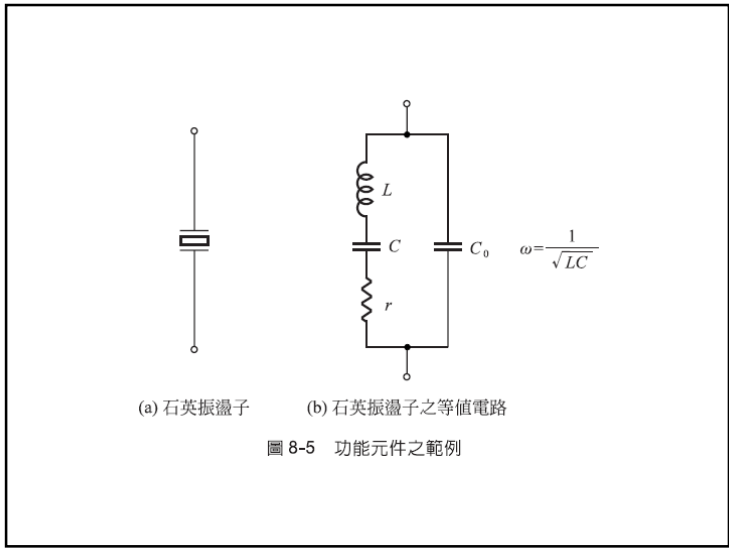 L
C
C₀
r
ω=1/√LC
(a) 石英振盪子
(b) 石英振盪子之等值電路
圖 8-5 功能元件之範例